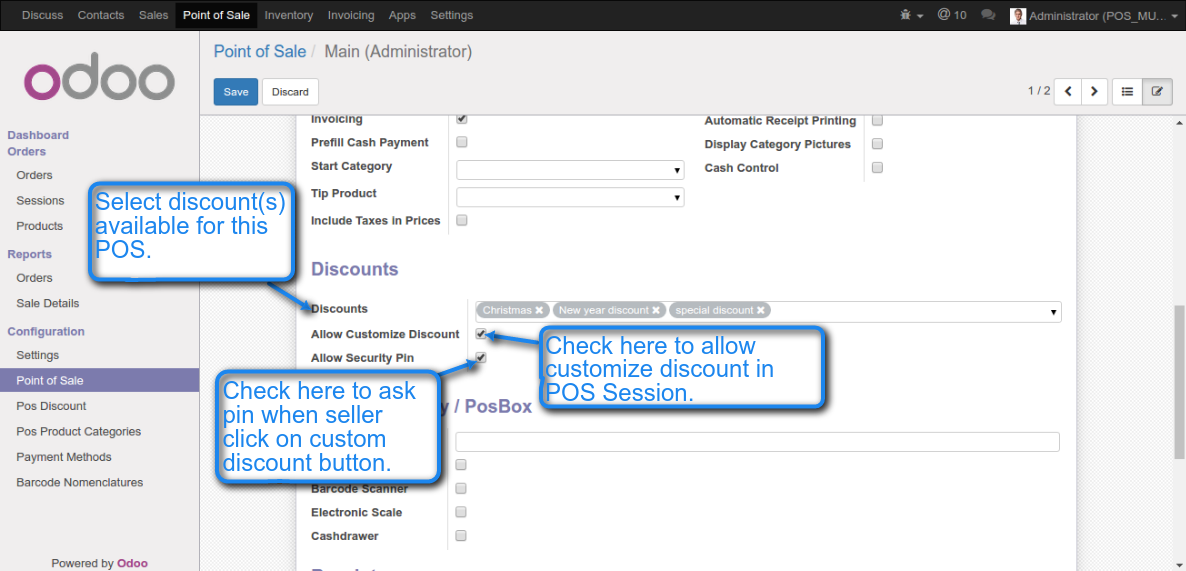 Discuss Contacts Sales Point of Sale Inventory Invoicing Apps Settings
@ 10 Administrator (POS_MU...
odoo
Point of Sale / Main (Administrator)
Save Discard
1 / 2
Dashboard
Orders
Orders
Sessions
Products
Reports
Orders
Sale Details
Configuration
Settings
Point of Sale
Pos Discount
Pos Product Categories
Payment Methods
Barcode Nomenclatures
Powered by Odoo
Invoicing
Prefill Cash Payment
Start Category
Tip Product
Include Taxes in Prices
Automatic Receipt Printing
Display Category Pictures
Cash Control
Select discount(s)
available for this
POS.
Discounts
Discounts
Christmas ✖ New year discount ✖ special discount ✖
Allow Customize Discount
Allow Security Pin
Check here to allow
customize discount in
POS Session.
Check here to ask
pin when seller
click on custom
discount button.
/ PosBox
Barcode Scanner
Electronic Scale
Cashdrawer